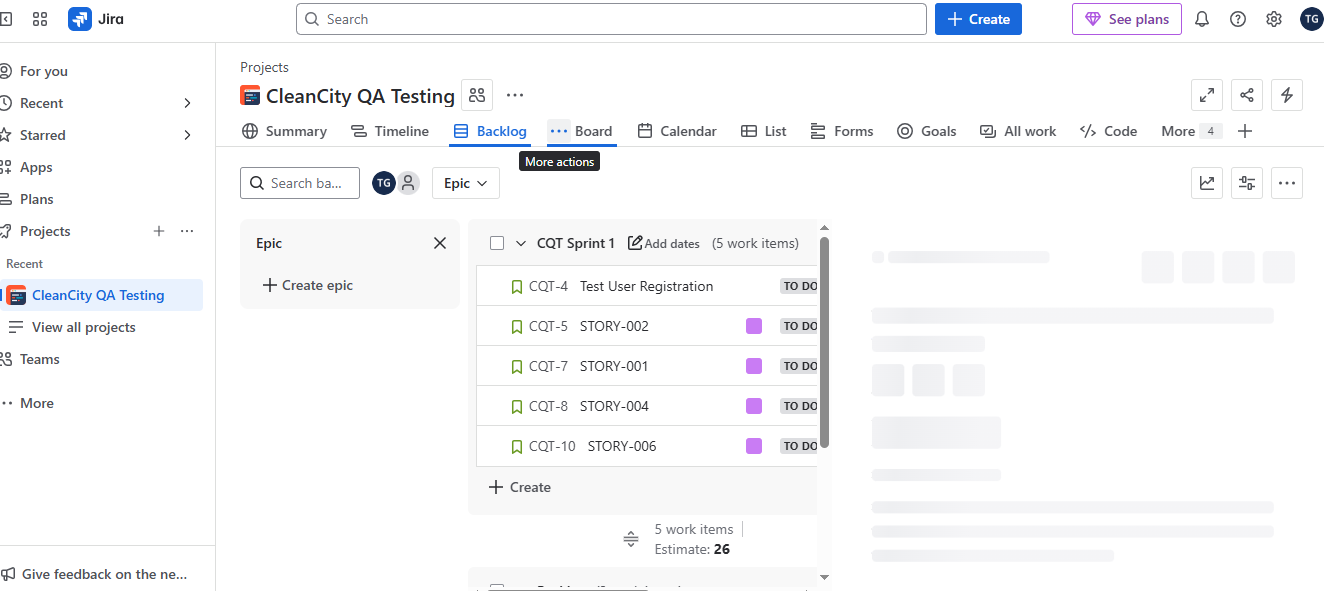 Jira
Search
Create
See plans
TG
For you
Recent
Starred
Apps
Plans
Projects
Recent
CleanCity QA Testing
View all projects
Teams
More
Give feedback on the ne...
Projects
CleanCity QA Testing
Summary
Timeline
Backlog
Board
Calendar
List
Forms
Goals
All work
Code
More 4
More actions
Search ba...
TG
Epic
Epic
Create epic
CQT Sprint 1 Add dates (5 work items)
CQT-4 Test User Registration TO DO
CQT-5 STORY-002 TO DO
CQT-7 STORY-001 TO DO
CQT-8 STORY-004 TO DO
CQT-10 STORY-006 TO DO
Create
5 work items
Estimate: 26